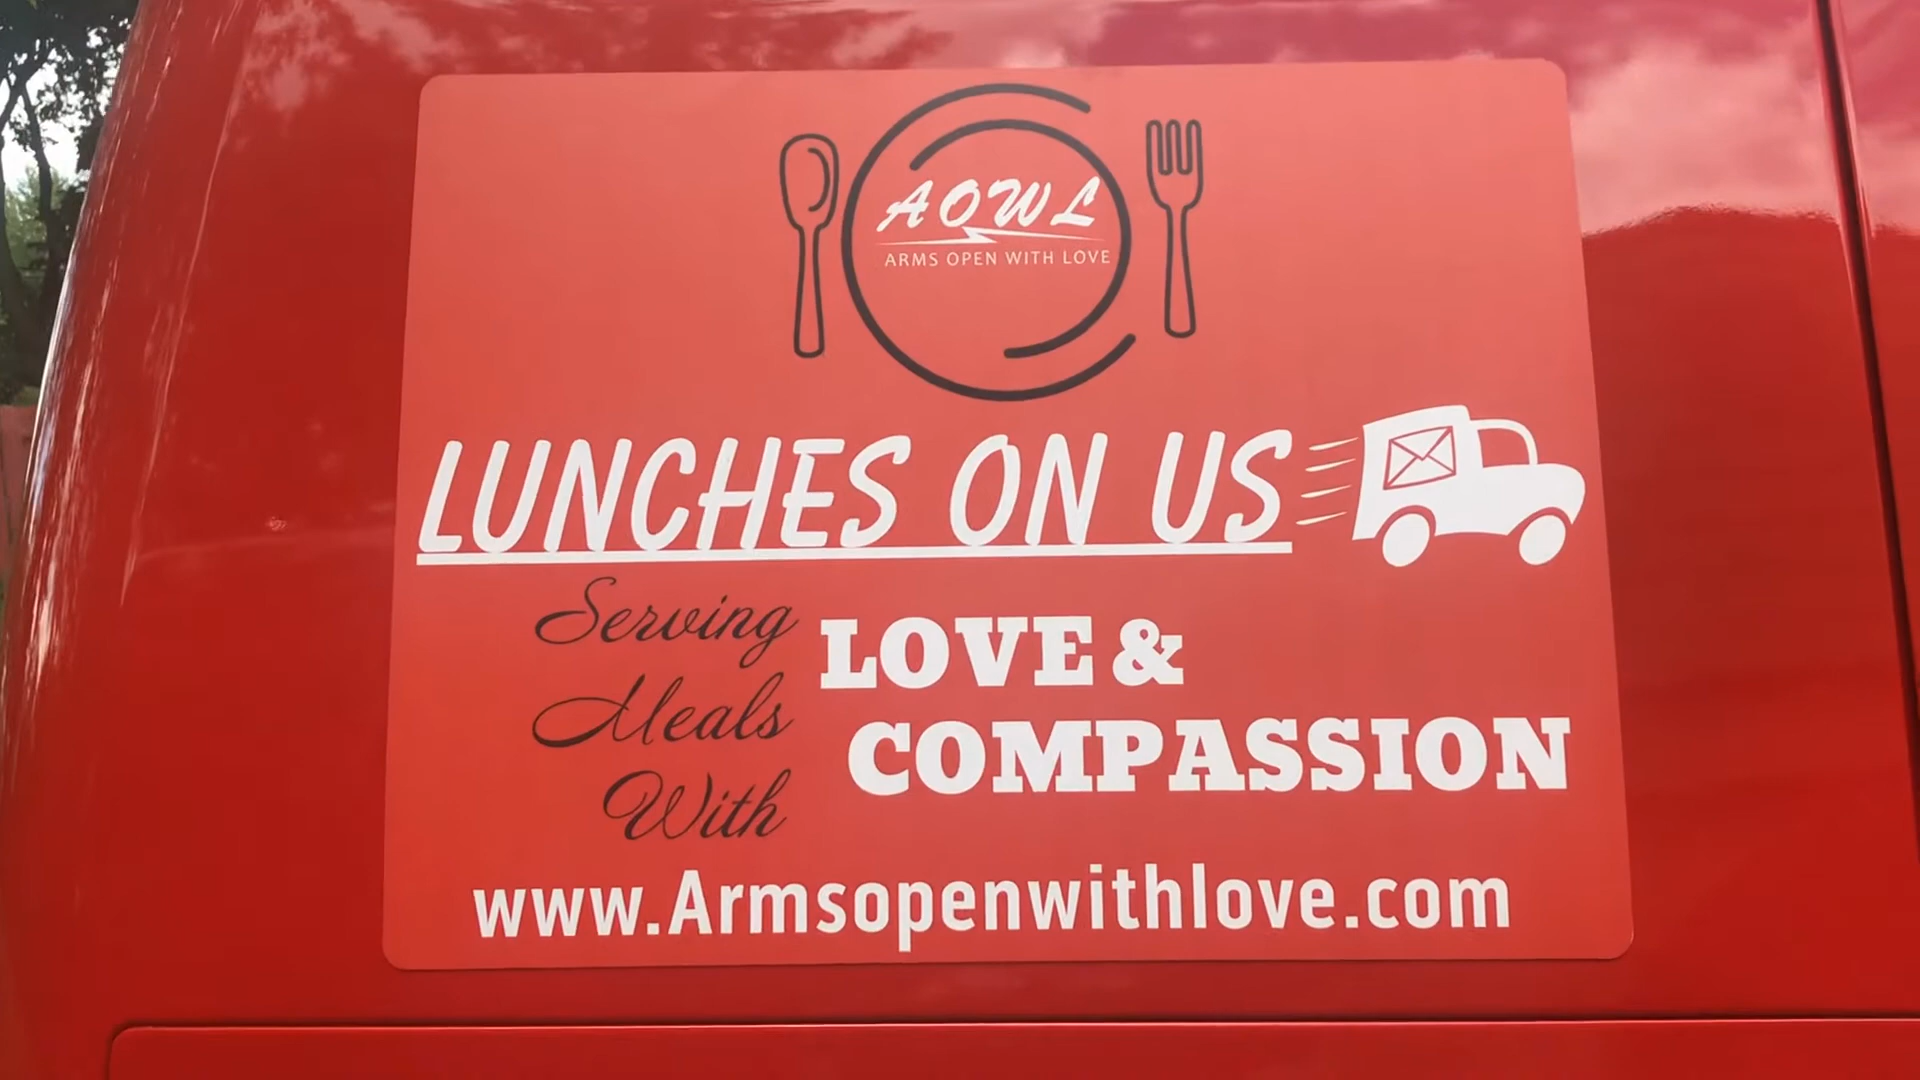 AOWL
ARMS OPEN WITH LOVE
LUNCHES ON US
Serving
Meals
With
LOVE &
COMPASSION
www.Armsopenwithlove.com